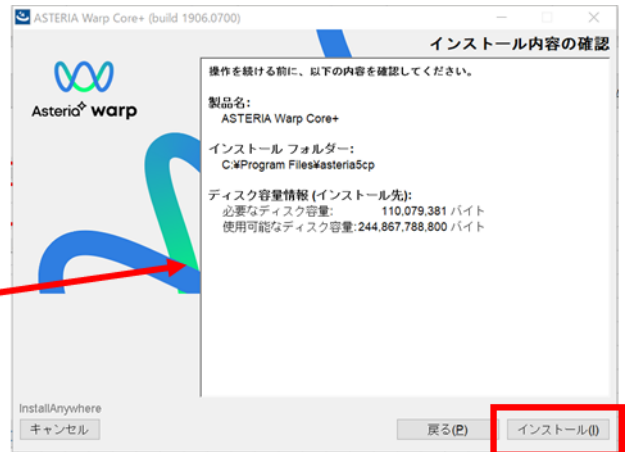 ASTERIA Warp Core+ (build 1906.0700)
インストール内容の確認
Asteria warp
操作を続ける前に、以下の内容を確認してください。
製品名:
ASTERIA Warp Core+
インストール フォルダー:
C:¥Program Files¥asteria5cp
ディスク容量情報 (インストール先):
必要なディスク容量: 110,079,381 バイト
使用可能なディスク容量: 244,867,788,800 バイト
InstallAnywhere
キャンセル
戻る(P)
インストール(I)